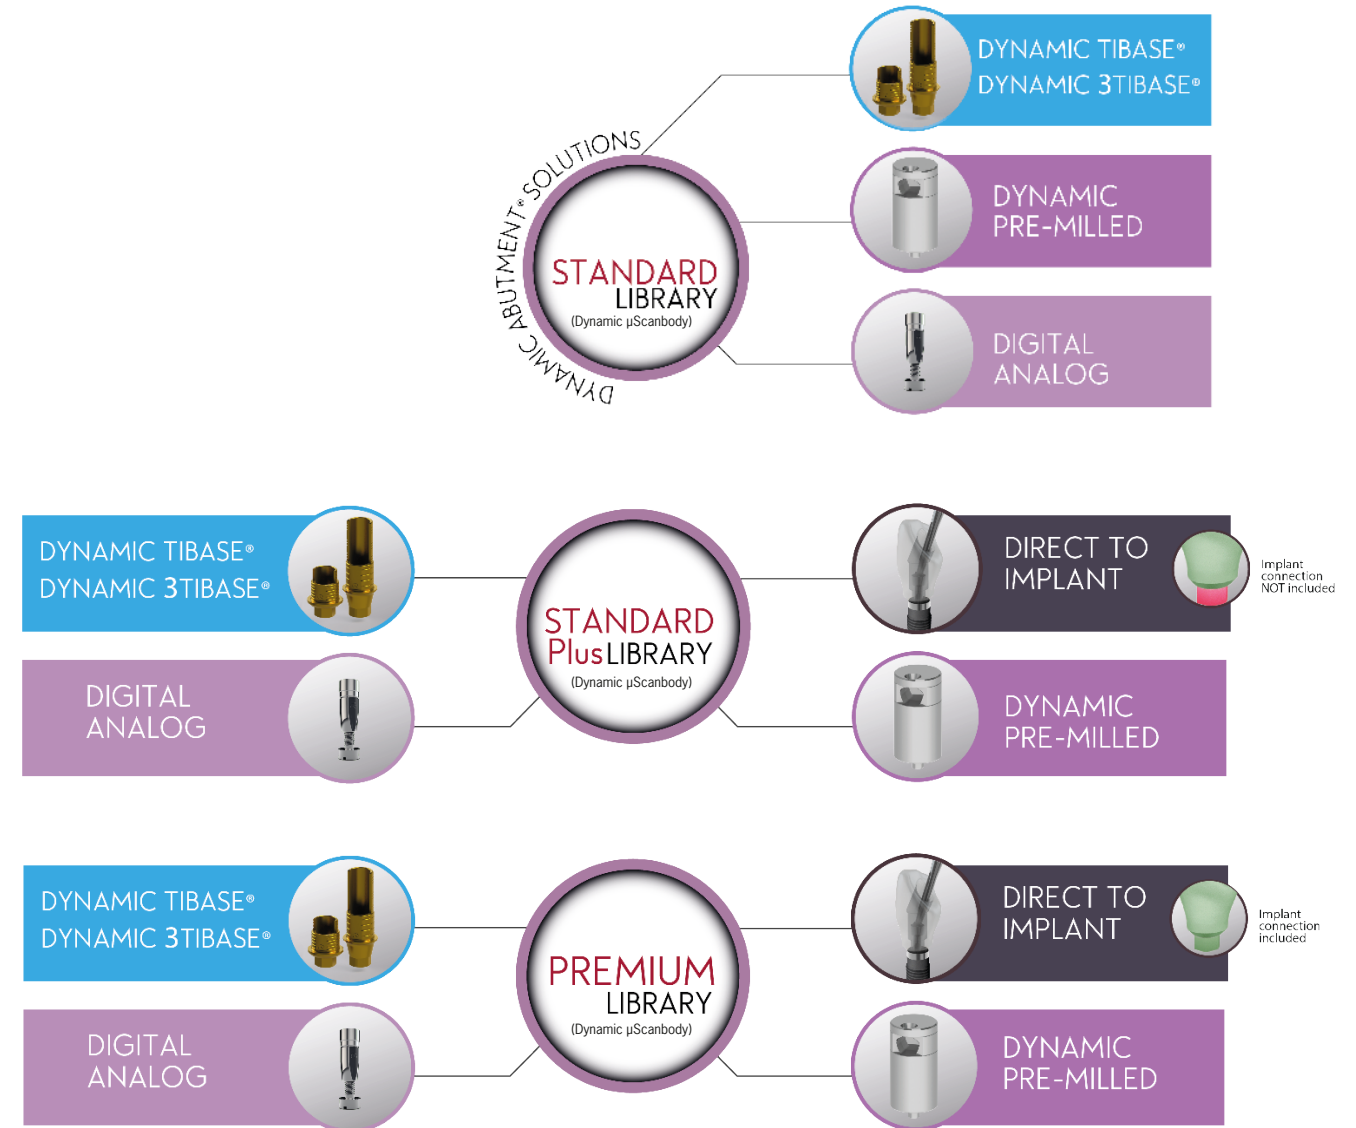 DYNAMIC TIBASE®
DYNAMIC 3TIBASE®
DYNAMIC ABUTMENT® SOLUTIONS
DYNAMIC
PRE-MILLED
STANDARD
LIBRARY
(Dynamic µScanbody)
DIGITAL
ANALOG
DYNAMIC TIBASE®
DYNAMIC 3TIBASE®
DIRECT TO
IMPLANT
Implant
connection
NOT included
STANDARD
Plus LIBRARY
(Dynamic µScanbody)
DIGITAL
ANALOG
DYNAMIC
PRE-MILLED
DYNAMIC TIBASE®
DYNAMIC 3TIBASE®
DIRECT TO
IMPLANT
Implant
connection
included
PREMIUM
LIBRARY
(Dynamic µScanbody)
DIGITAL
ANALOG
DYNAMIC
PRE-MILLED